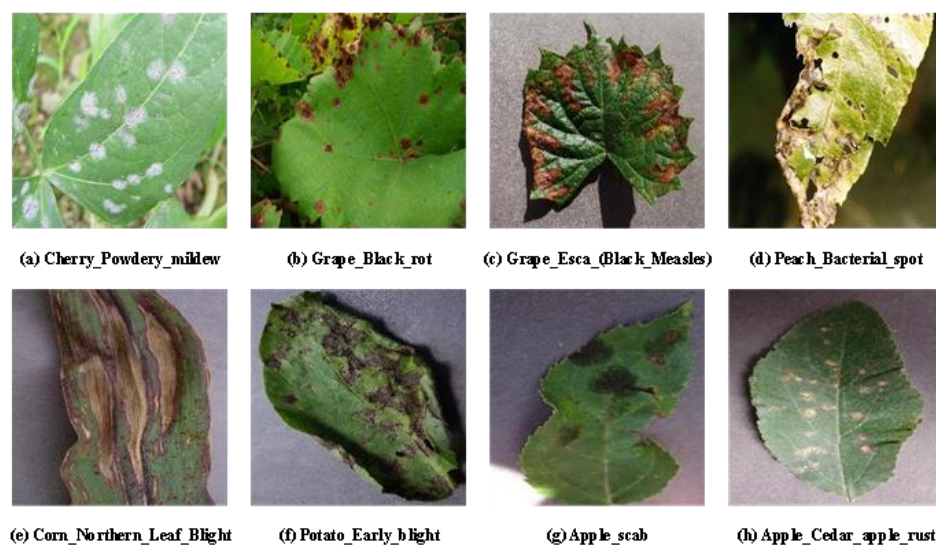 (a) Cherry_Powdery_mildew
(b) Grape_Black_rot
(c) Grape_Esca_(Black_Measles)
(d) Peach_Bacterial_spot
(e) Corn_Northern_Leaf_Blight
(f) Potato_Early_blight
(g) Apple_scab
(h) Apple_Cedar_apple_rust